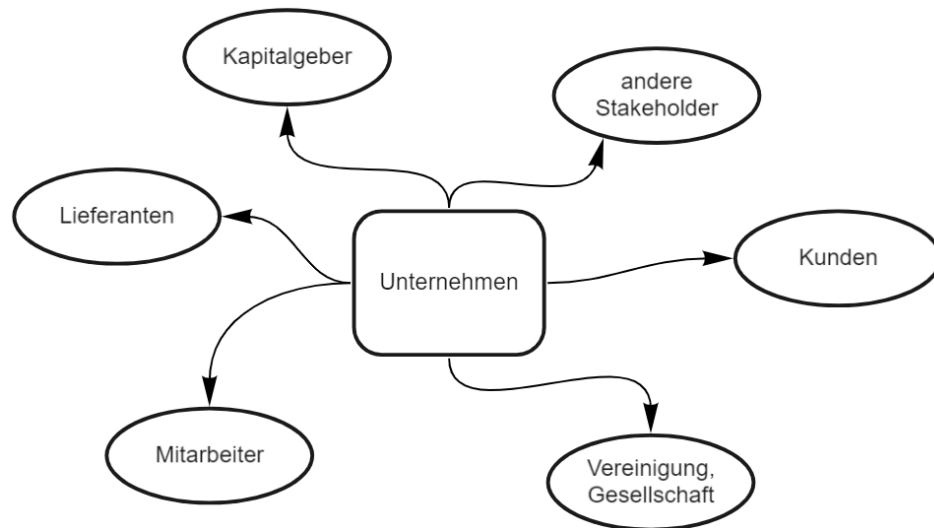 Kapitalgeber
andere
Stakeholder
Lieferanten
Unternehmen
Kunden
Mitarbeiter
Vereinigung,
Gesellschaft